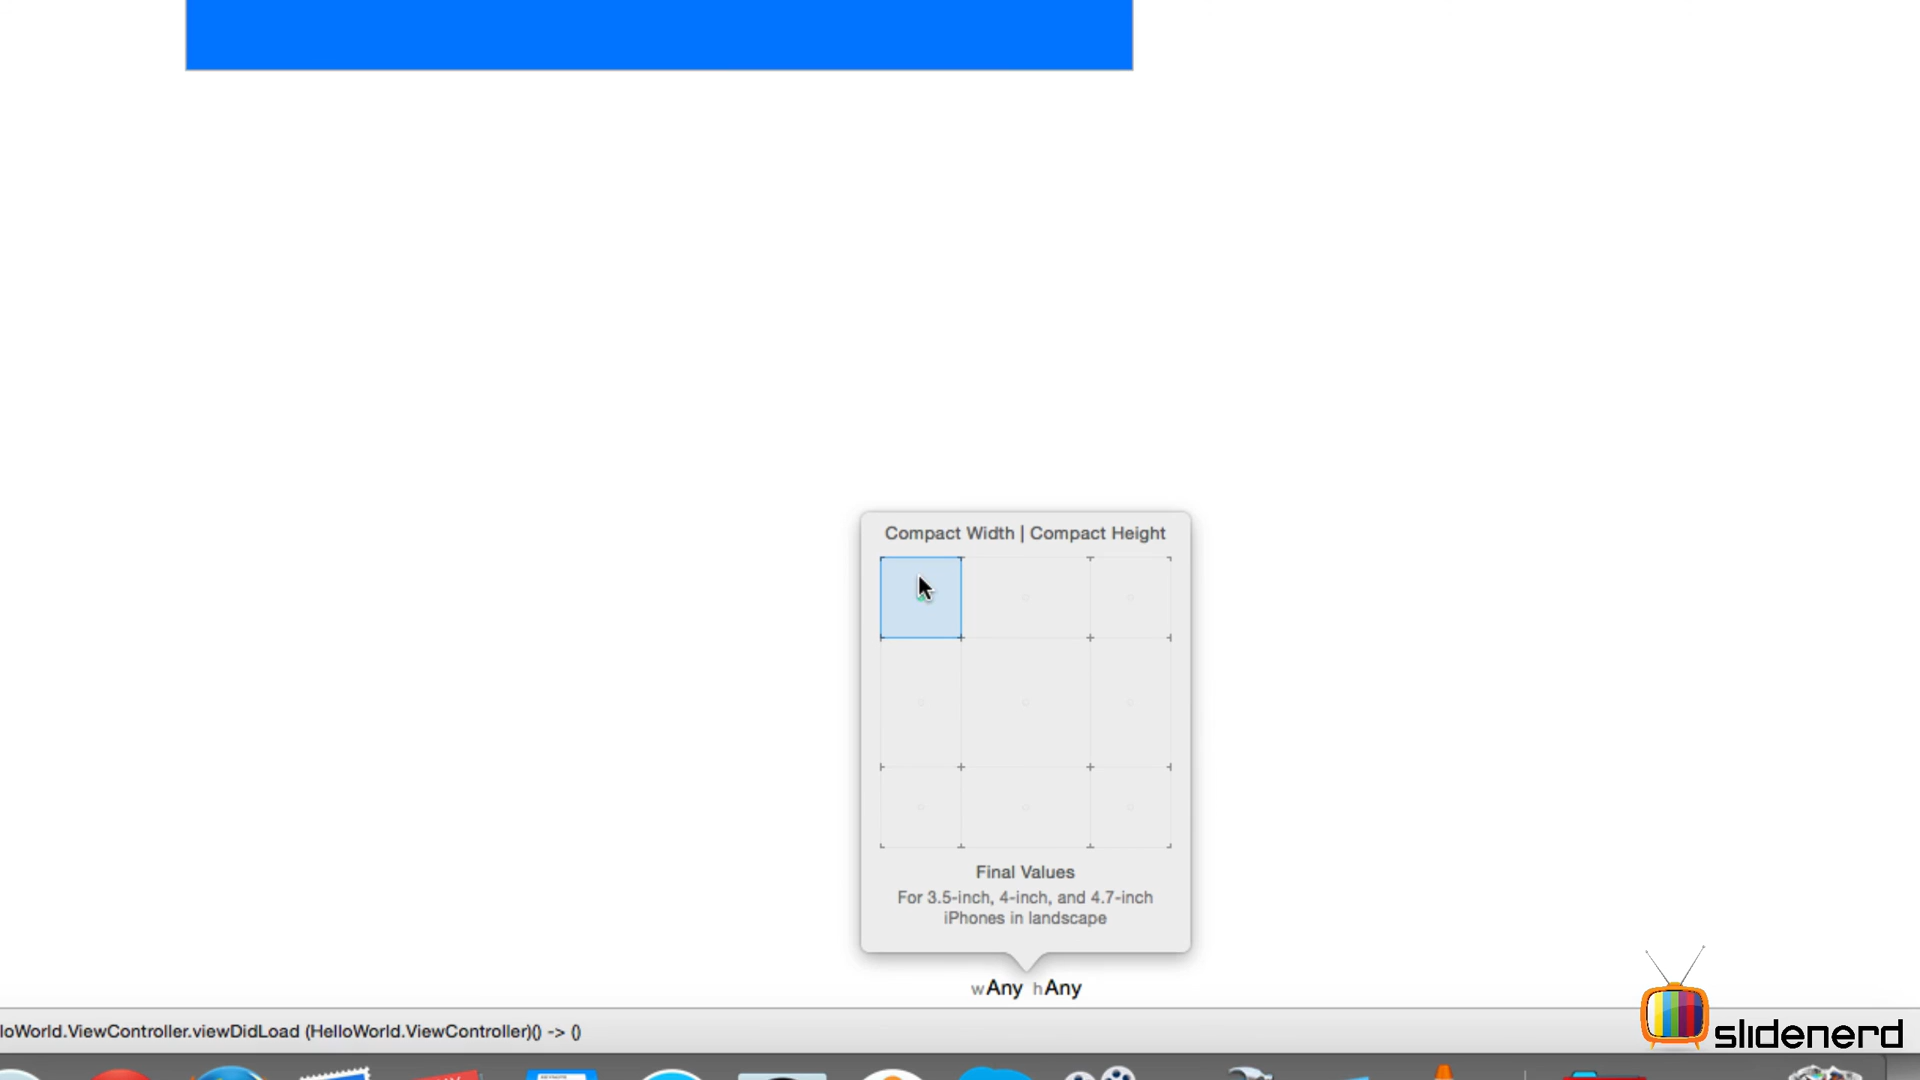 Compact Width | Compact Height
Final Values
For 3.5-inch, 4-inch, and 4.7-inch
iPhones in landscape
wAny hAny
loWorld.ViewController.viewDidLoad (HelloWorld.ViewController)() -> ()
slidenerd